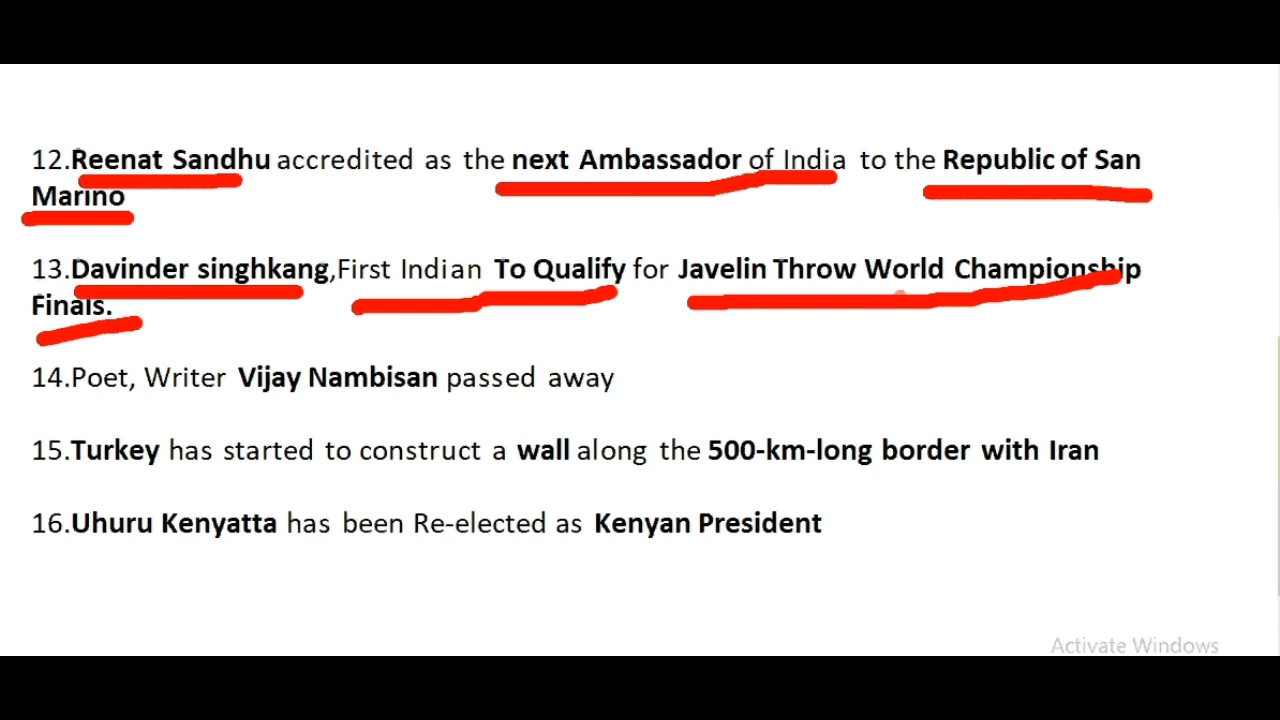 12.Reenat Sandhu accredited as the next Ambassador of India to the Republic of San
Marino
13.Davinder singhkang,First Indian To Qualify for Javelin Throw World Championship
Finals.
14.Poet, Writer Vijay Nambisan passed away
15.Turkey has started to construct a wall along the 500-km-long border with Iran
16.Uhuru Kenyatta has been Re-elected as Kenyan President
Activate Windows